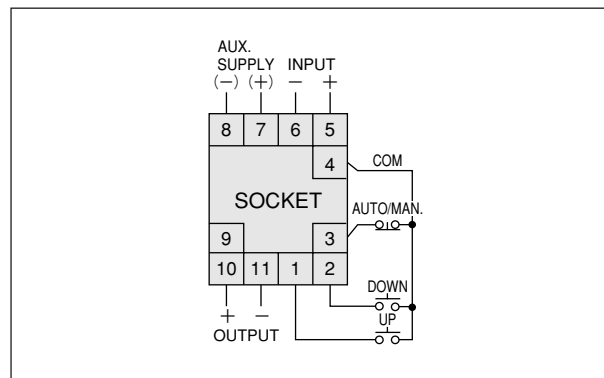 AUX.
SUPPLY INPUT
(−) (+) − +
8 7 6 5
4
COM
SOCKET
AUTO/MAN.
9 3
10 11 1 2
DOWN
+ − UP
OUTPUT